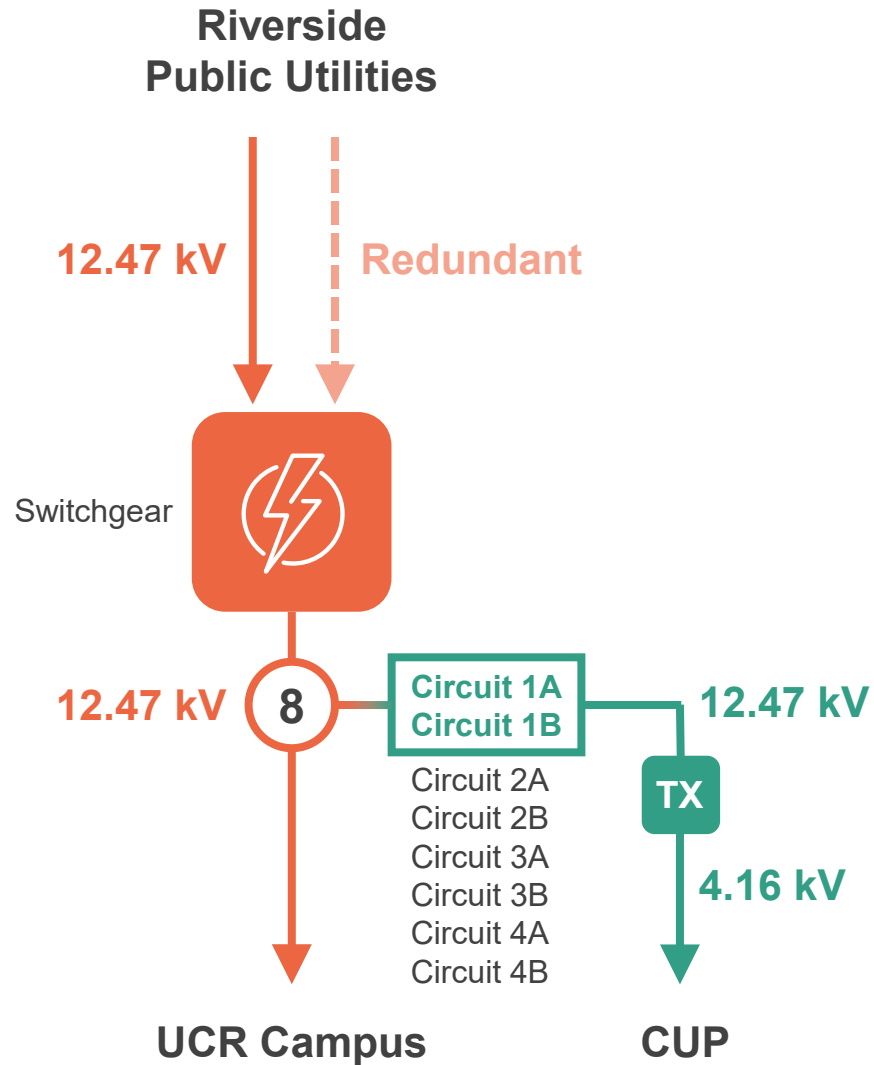 Riverside
Public Utilities
12.47 kV
Redundant
Switchgear
12.47 kV
8
Circuit 1A
Circuit 1B
12.47 kV
Circuit 2A
Circuit 2B
Circuit 3A
Circuit 3B
Circuit 4A
Circuit 4B
TX
4.16 kV
UCR Campus
CUP